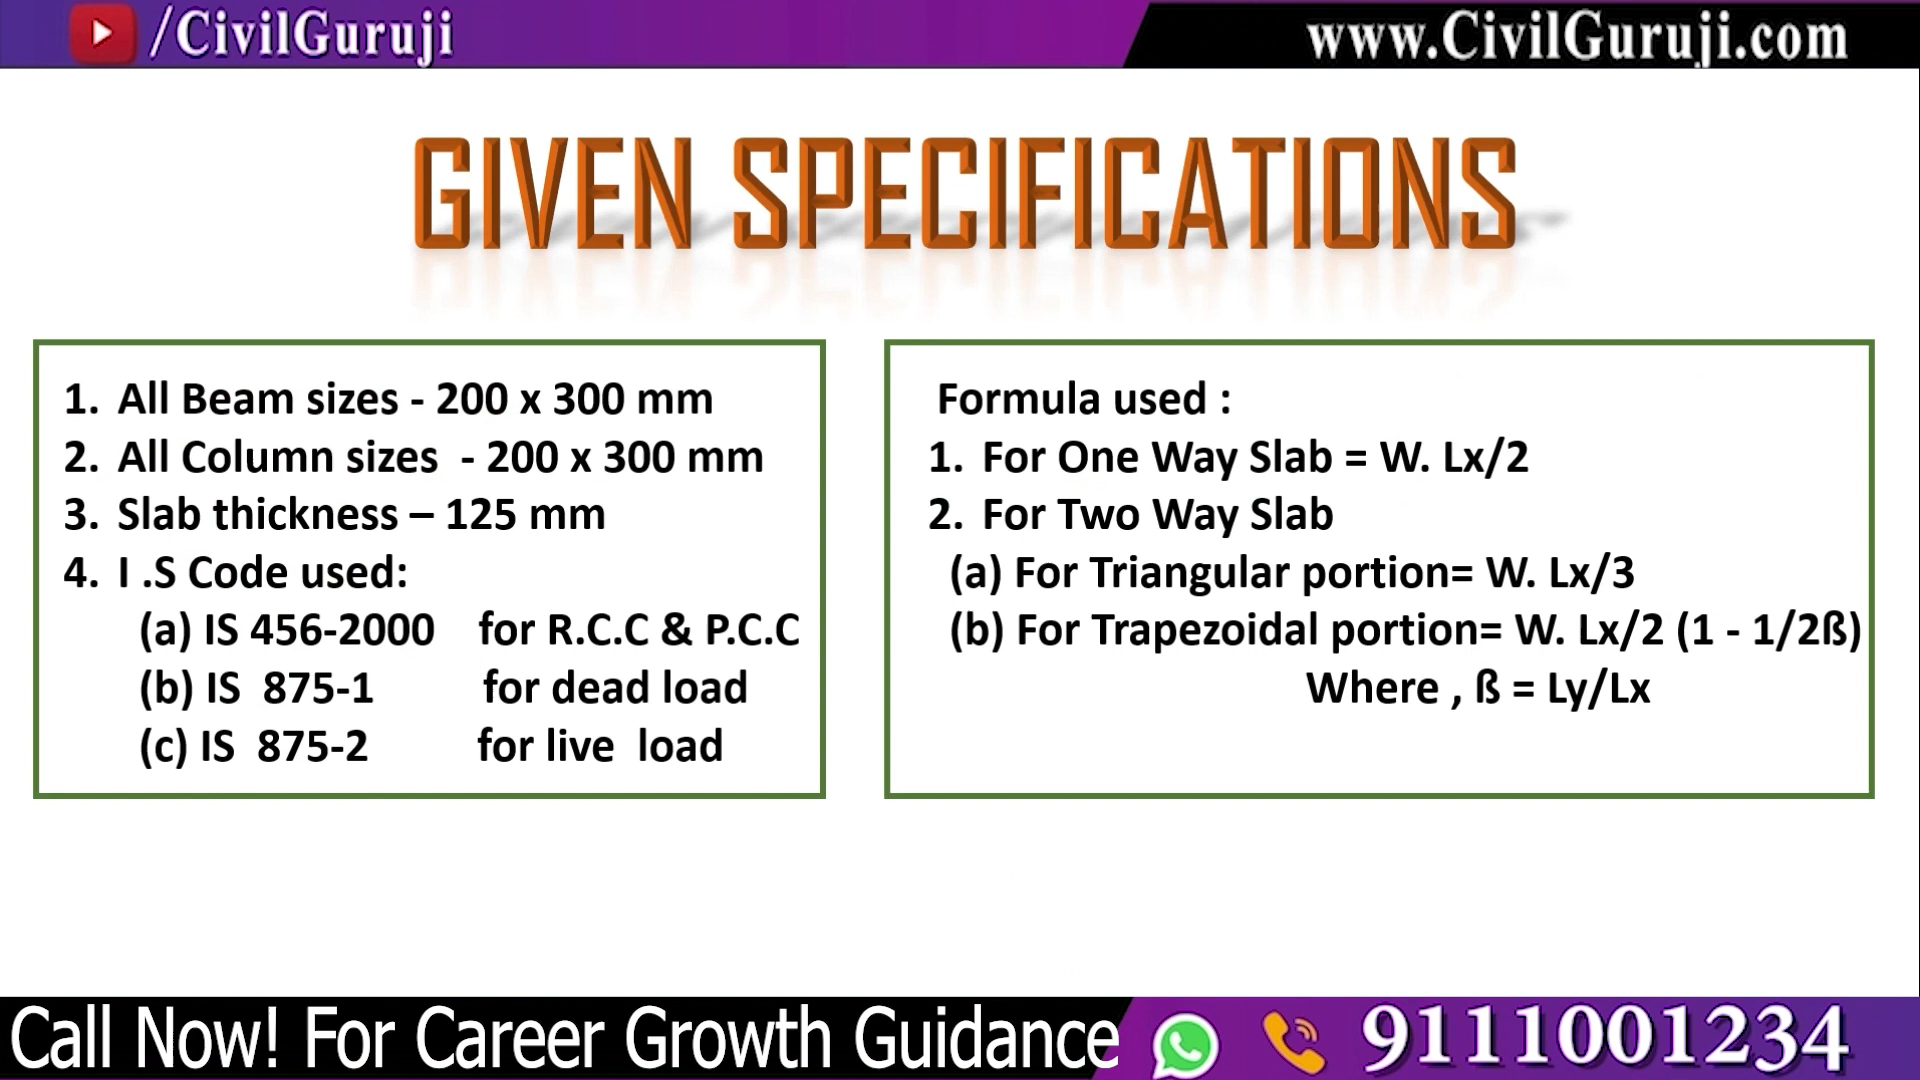 /CivilGuruji
www.CivilGuruji.com
GIVEN SPECIFICATIONS
1. All Beam sizes - 200 x 300 mm
2. All Column sizes - 200 x 300 mm
3. Slab thickness – 125 mm
4. I .S Code used:
(a) IS 456-2000 for R.C.C & P.C.C
(b) IS 875-1 for dead load
(c) IS 875-2 for live load
Formula used :
1. For One Way Slab = W. Lx/2
2. For Two Way Slab
(a) For Triangular portion= W. Lx/3
(b) For Trapezoidal portion= W. Lx/2 (1 - 1/2ß)
Where , ß = Ly/Lx
Call Now! For Career Growth Guidance
9111001234